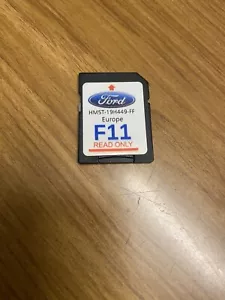 Ford
HM5T-19H449-FF
Europe
F11
READ ONLY